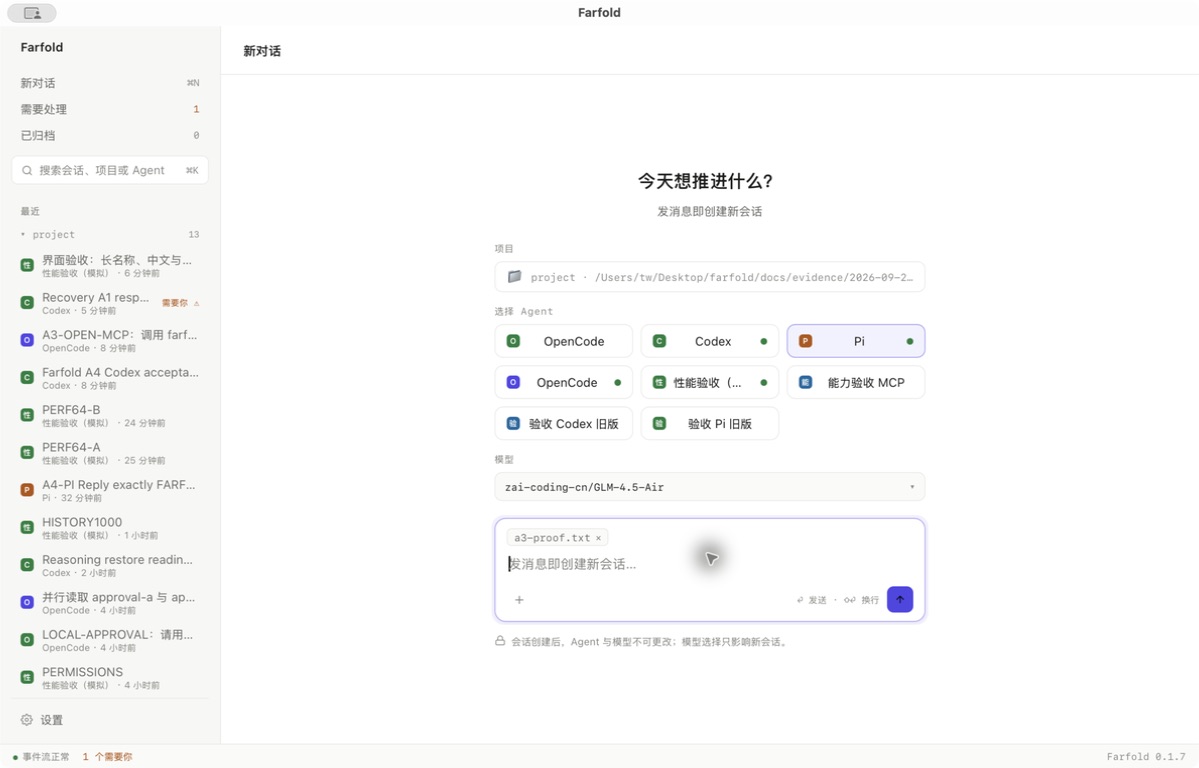 Farfold
Farfold
新对话 ⌘N
需要处理 1
已归档 0
搜索会话、项目或 Agent ⌘K
最近
project 13
界面验收：长名称、中文与…
性能验收（模拟） · 6 分钟前
Recovery A1 resp… 需要你
Codex · 5 分钟前
A3-OPEN-MCP：调用 farf…
OpenCode · 8 分钟前
Farfold A4 Codex accepta…
Codex · 8 分钟前
PERF64-B
性能验收（模拟） · 24 分钟前
PERF64-A
性能验收（模拟） · 25 分钟前
A4-PI Reply exactly FARF…
Pi · 32 分钟前
HISTORY1000
性能验收（模拟） · 1 小时前
Reasoning restore readin…
Codex · 2 小时前
并行读取 approval-a 与 ap…
OpenCode · 4 小时前
LOCAL-APPROVAL：请用…
OpenCode · 4 小时前
PERMISSIONS
性能验收（模拟） · 4 小时前
设置
新对话
今天想推进什么?
发消息即创建新会话
项目
project · /Users/tw/Desktop/farfold/docs/evidence/2026-09-2…
选择 Agent
O OpenCode
C Codex
P Pi
O OpenCode
性 性能验收（…
能 能力验收 MCP
验 验收 Codex 旧版
验 验收 Pi 旧版
模型
zai-coding-cn/GLM-4.5-Air
a3-proof.txt ×
发消息即创建新会话…
+ 发送 · 换行
会话创建后，Agent 与模型不可更改；模型选择只影响新会话。
事件流正常 1 个需要你 Farfold 0.1.7